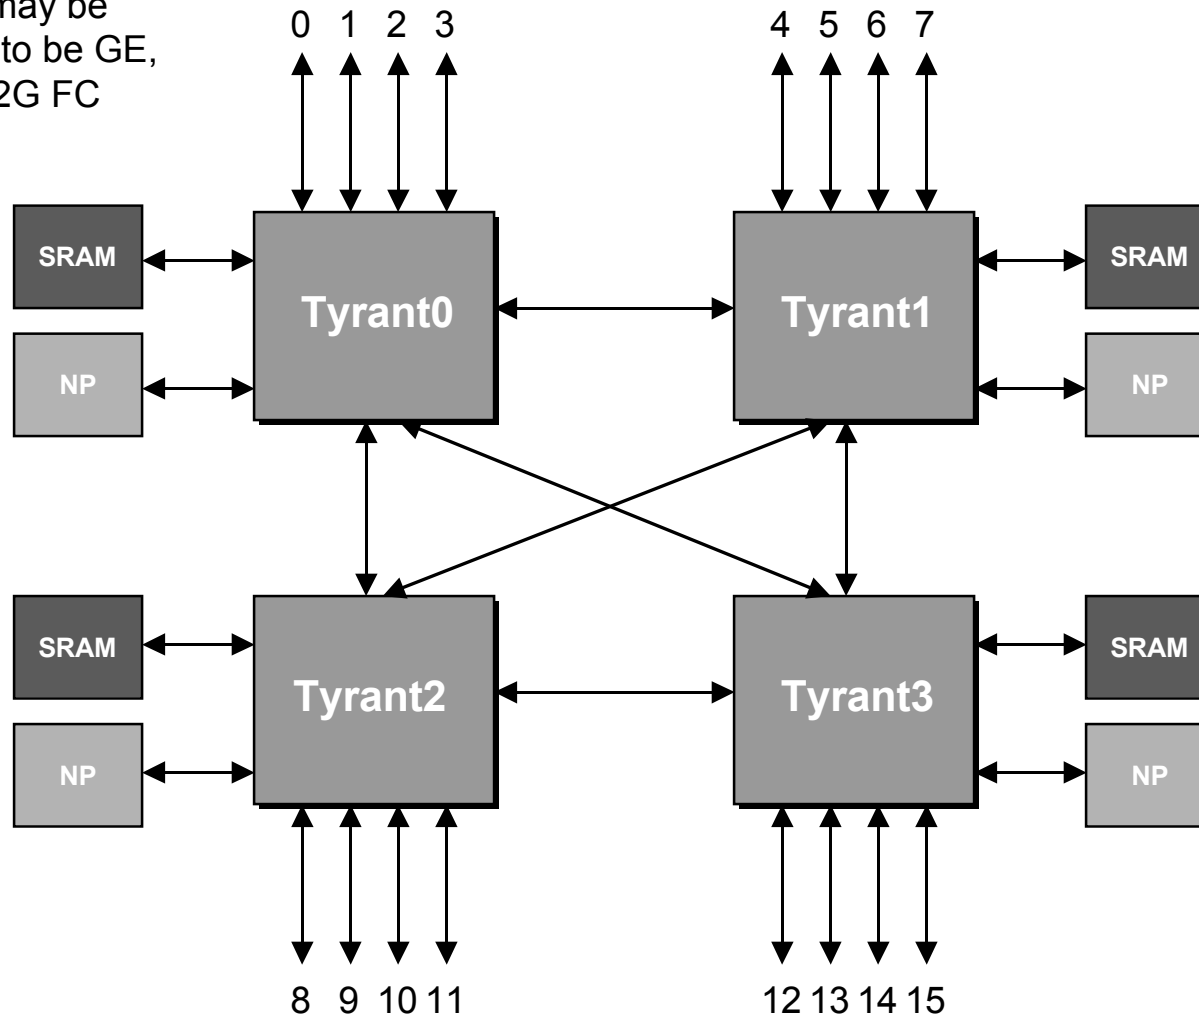 may be
to be GE,
2G FC
0 1 2 3
4 5 6 7
SRAM
Tyrant0
Tyrant1
SRAM
NP
NP
SRAM
Tyrant2
Tyrant3
SRAM
NP
NP
8 9 10 11
12 13 14 15